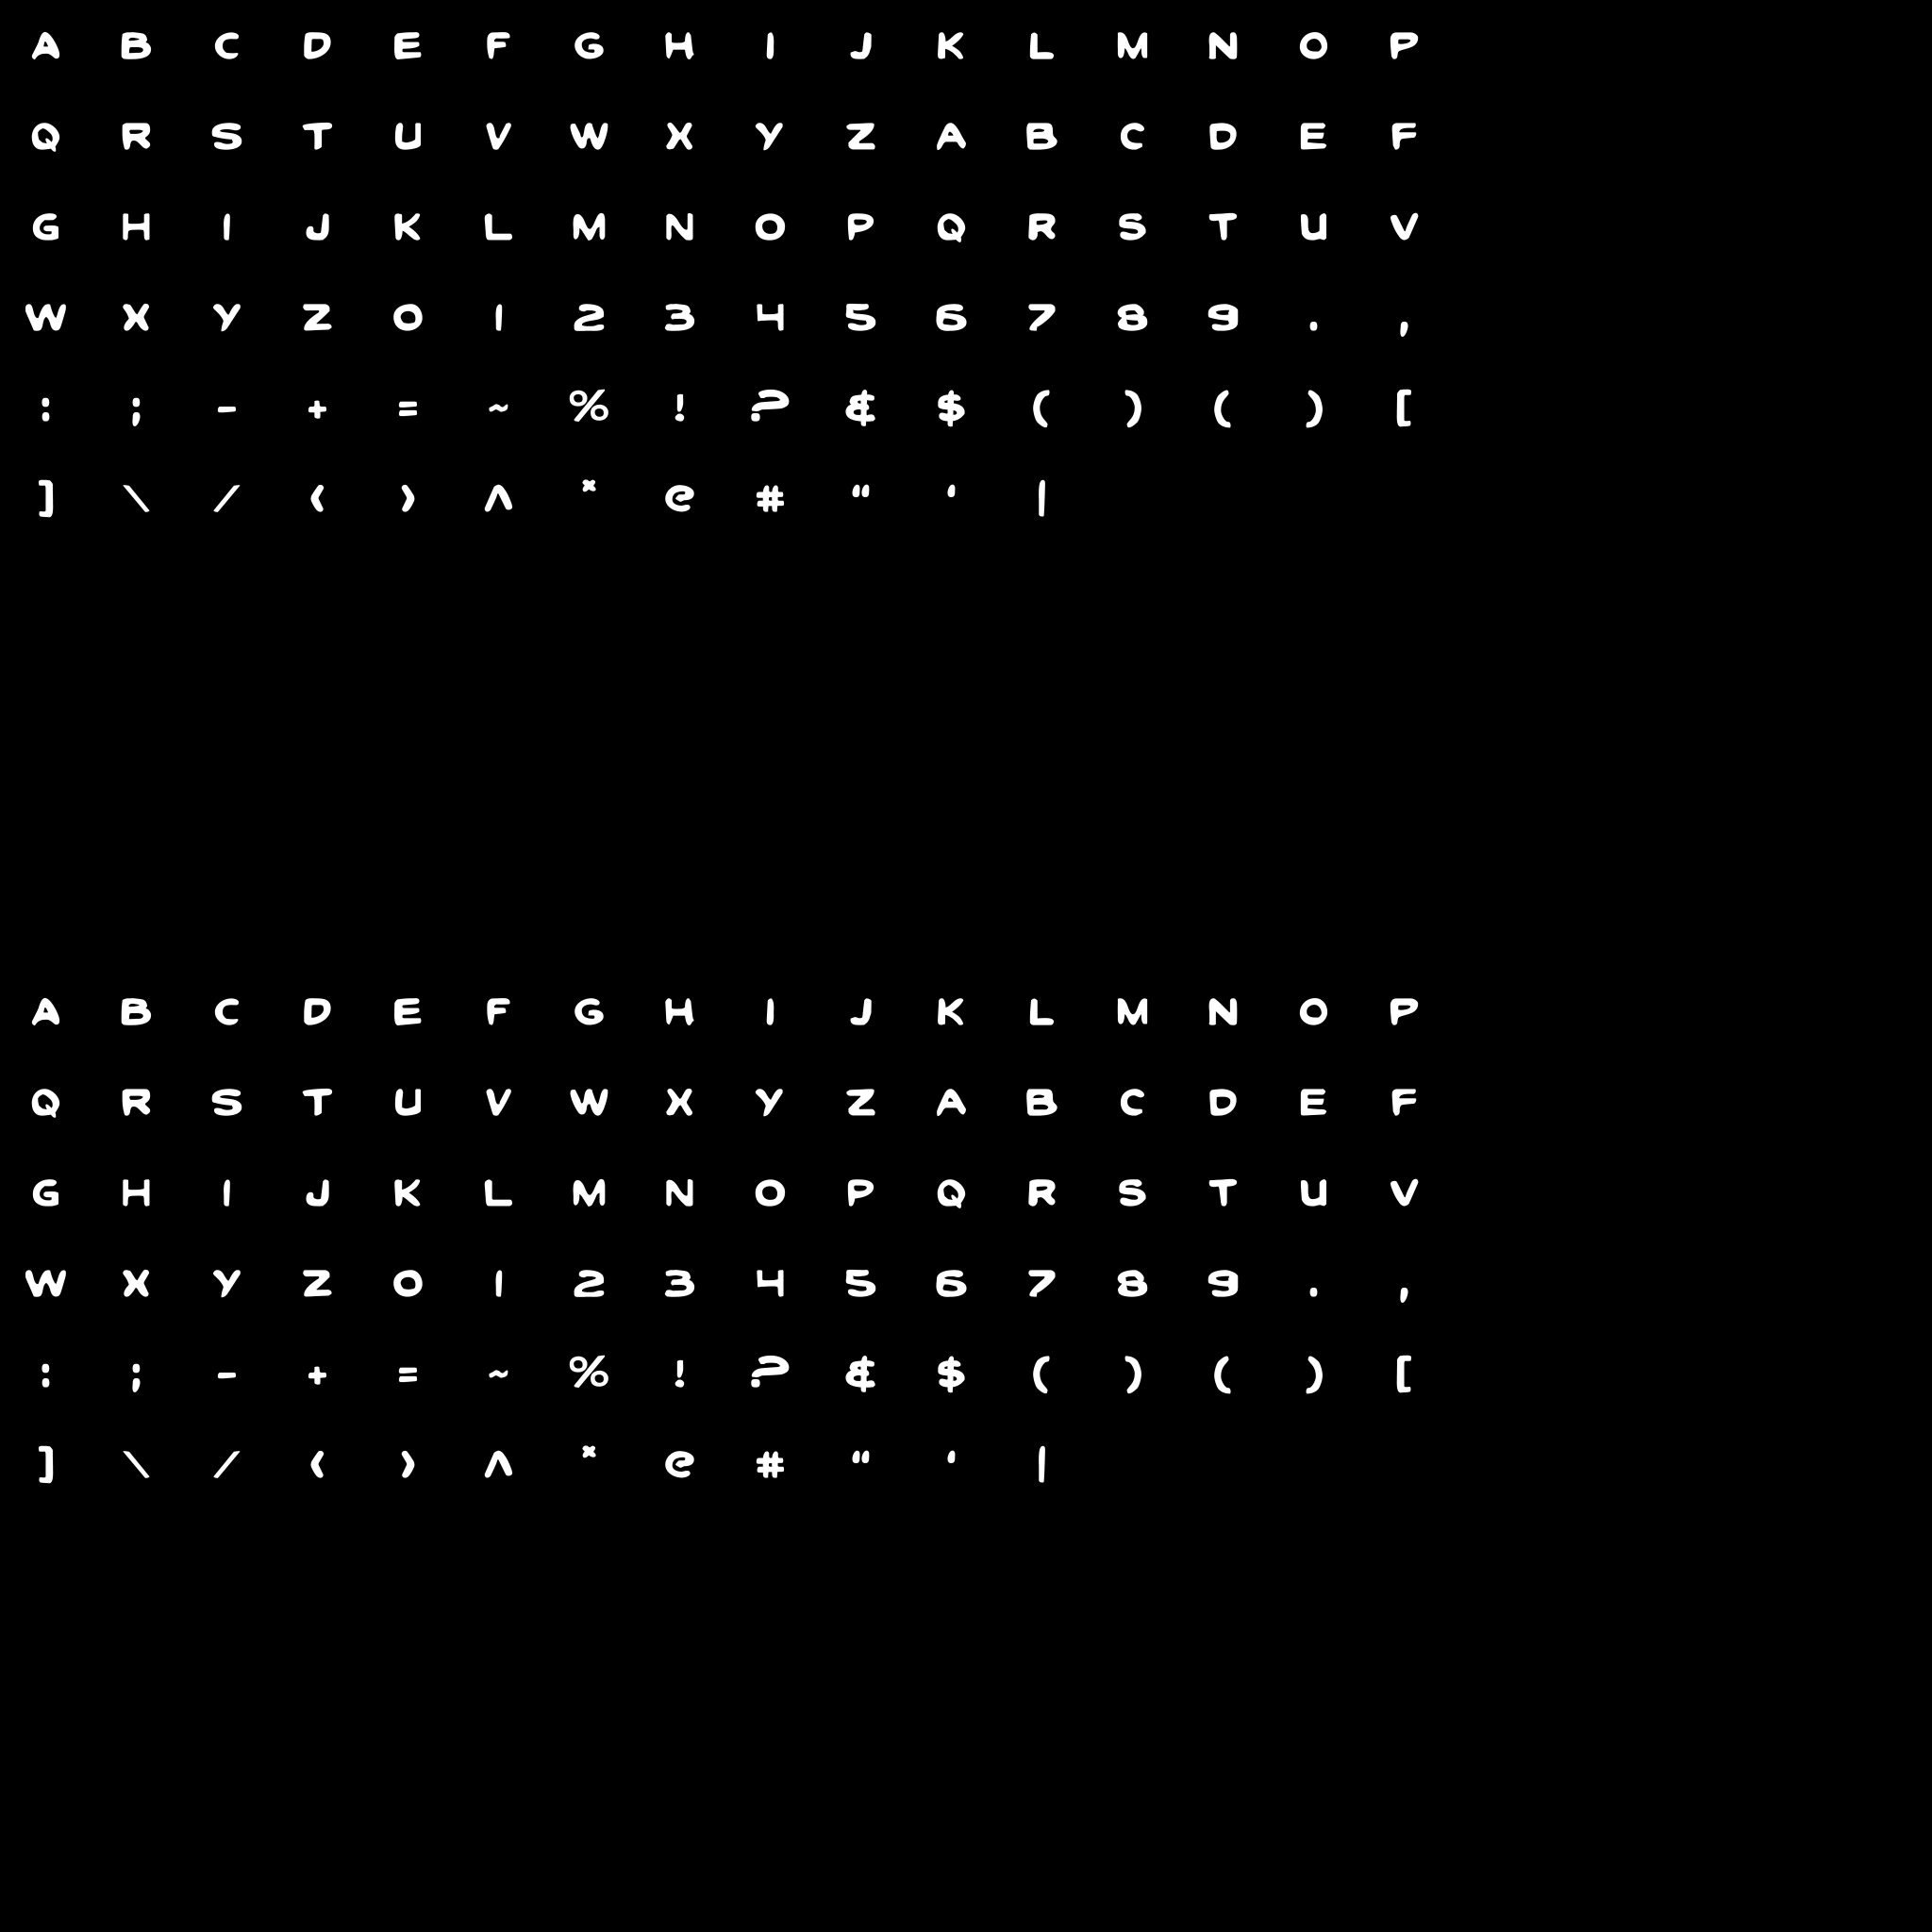 A B C D E F G H I J K L M N O P
Q R S T U V W X Y Z A B C D E F
G H I J K L M N O P Q R S T U V
W X Y Z 0 1 2 3 4 5 6 7 8 9 . ,
: ; - + = ~ % ! ? & $ ( ) ( ) [
] \ / < > ^ * @ # " ' |
A B C D E F G H I J K L M N O P
Q R S T U V W X Y Z A B C D E F
G H I J K L M N O P Q R S T U V
W X Y Z 0 1 2 3 4 5 6 7 8 9 . ,
: ; - + = ~ % ! ? & $ ( ) ( ) [
] \ / < > ^ * @ # " ' |